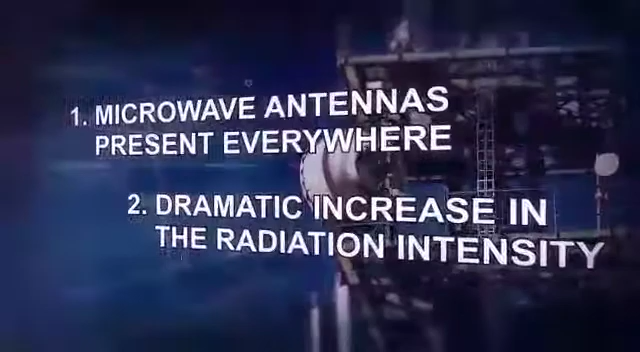 1. MICROWAVE ANTENNAS
PRESENT EVERYWHERE
2. DRAMATIC INCREASE IN
THE RADIATION INTENSITY